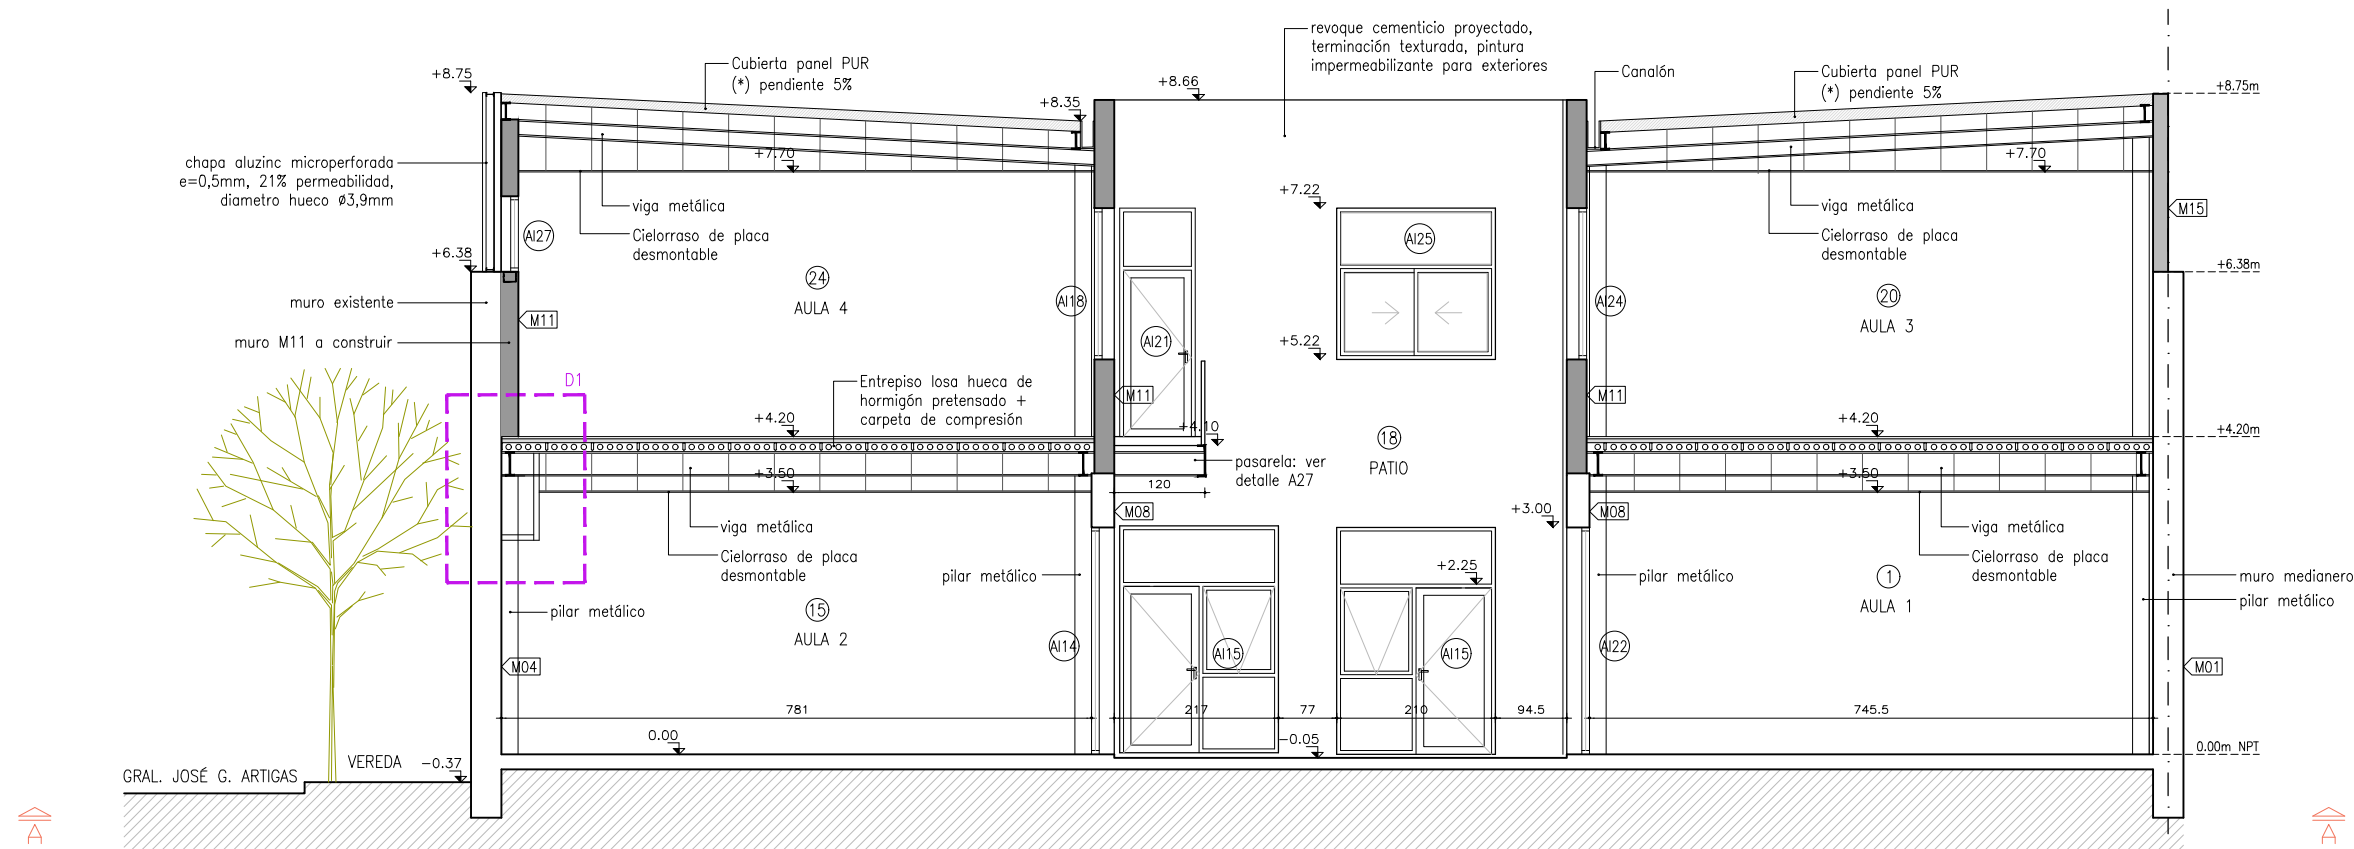 revoque cementicio proyectado,
terminación texturada, pintura
impermeabilizante para exteriores
Cubierta panel PUR
(*) pendiente 5%
Canalón
Cubierta panel PUR
(*) pendiente 5%
+8.75
+8.66
+8.35
+8.75m
chapa aluzinc microperforada
e=0,5mm, 21% permeabilidad,
diametro hueco Ø3,9mm
+7.70
+7.70
+7.22
viga metálica
Cielorraso de placa
desmontable
viga metálica
Cielorraso de placa
desmontable
M15
AI27
AI25
+6.38
+6.38m
24
AULA 4
20
AULA 3
muro existente
M11
muro M11 a construir
AI18
AI21
AI24
+5.22
D1
Entrepiso losa hueca de
hormigón pretensado +
carpeta de compresión
M11
M11
+4.20
+4.10
+4.20
+4.20m
18
PATIO
pasarela: ver
detalle A27
+3.50
+3.50
120
M08
+3.00
M08
viga metálica
Cielorraso de placa
desmontable
viga metálica
Cielorraso de placa
desmontable
pilar metálico
+2.25
pilar metálico
1
AULA 1
muro medianero
pilar metálico
pilar metálico
15
AULA 2
AI14
AI15
AI15
AI22
M04
M01
781
217
77
210
94.5
745.5
0.00
-0.05
0.00m NPT
VEREDA
-0.37
GRAL. JOSÉ G. ARTIGAS
A
A